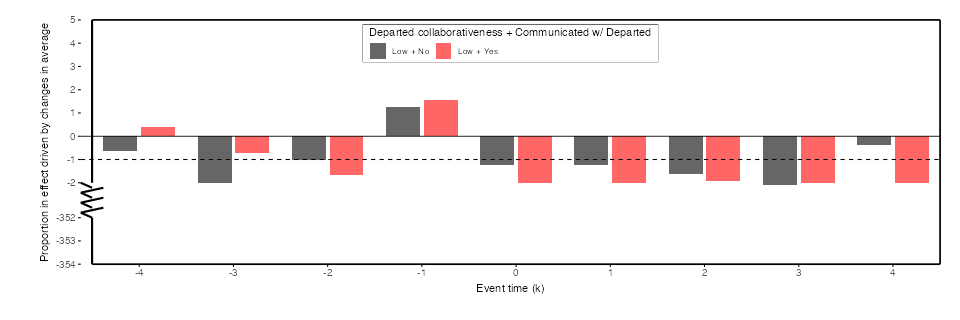 Proportion in effect driven by changes in average
5
4
3
2
1
0
-1
-2
-352
-353
-354
Departed collaborativeness + Communicated w/ Departed
Low + No
Low + Yes
-4 -3 -2 -1 0 1 2 3 4
Event time (k)